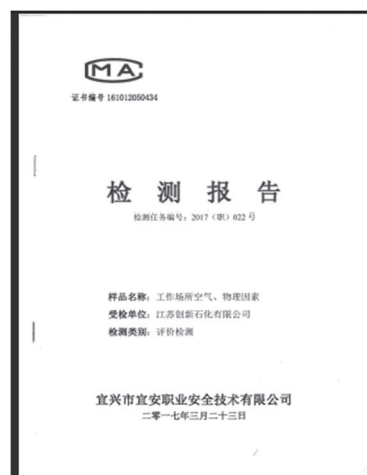 CMA
证书编号 161012050434
检 测 报 告
检测任务编号：2017（职）022 号
样品名称：工作场所空气、物理因素
受检单位：江苏创新石化有限公司
检测类别：评价检测
宜兴市宜安职业安全技术有限公司
二零一七年三月二十三日